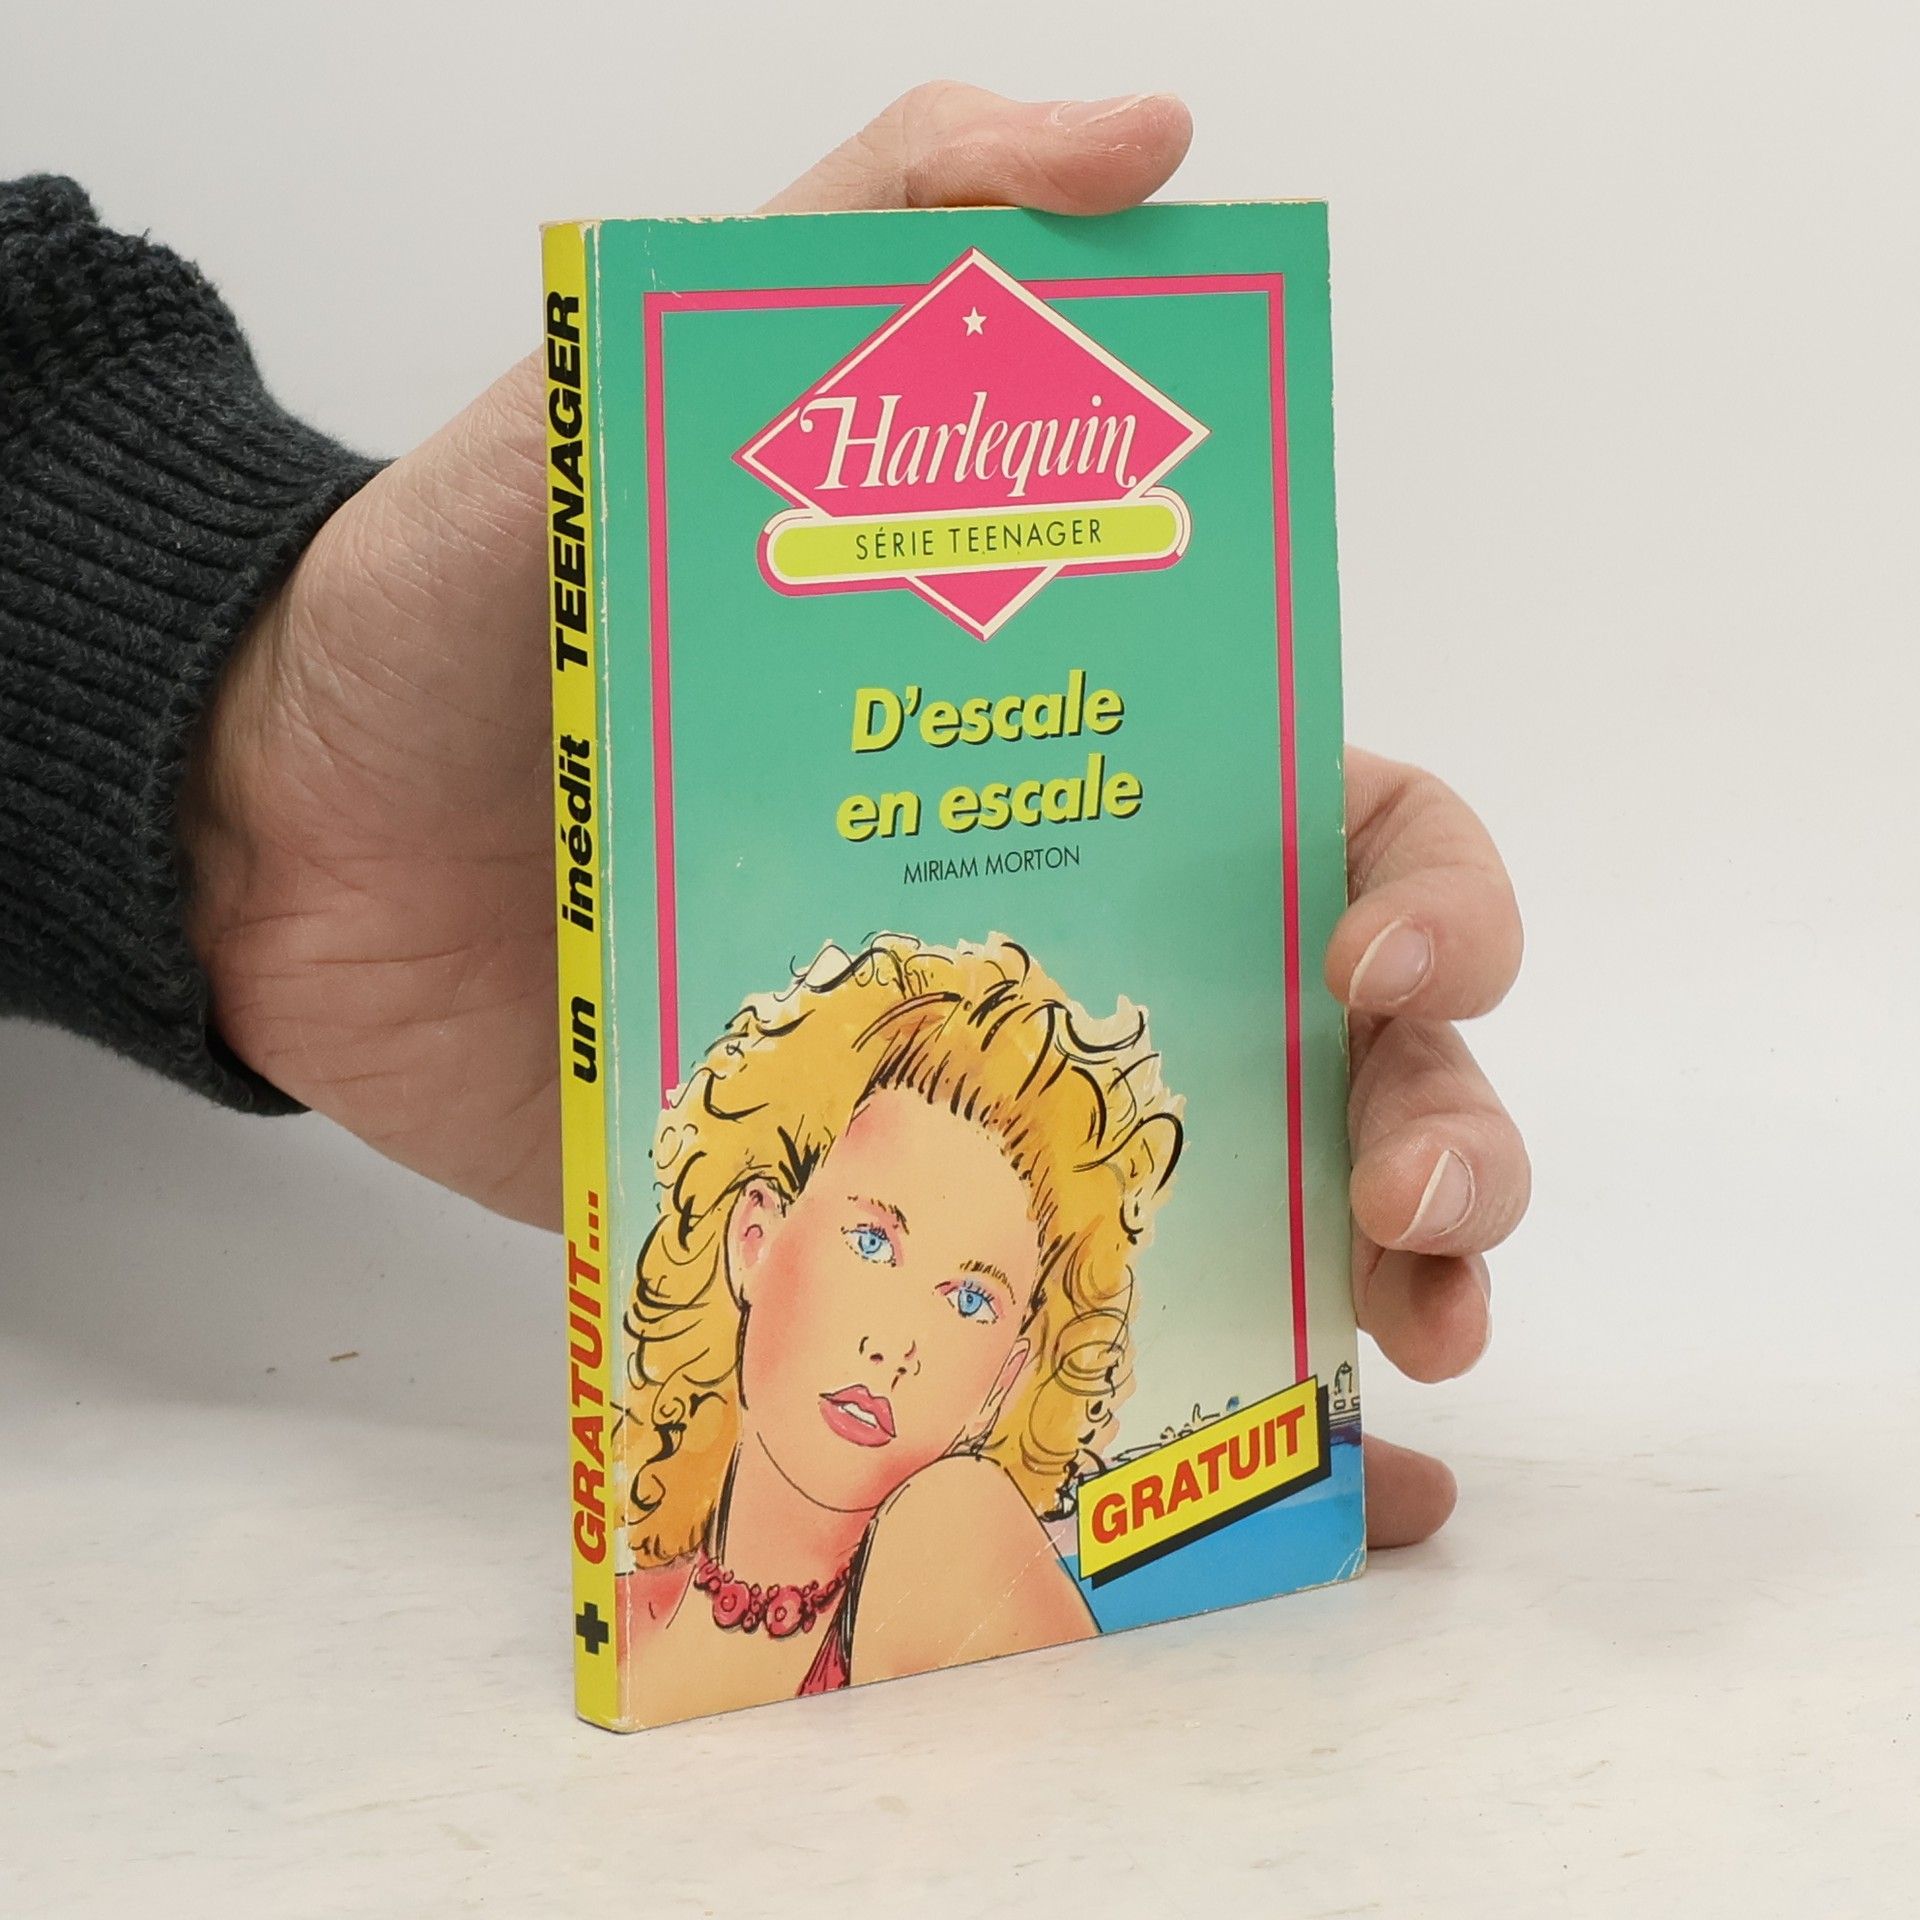 Harlequin
SÉRIE TEENAGER
D'escale
en escale
MIRIAM MORTON
GRATUIT
+ GRATUIT... un inédit TEENAGER